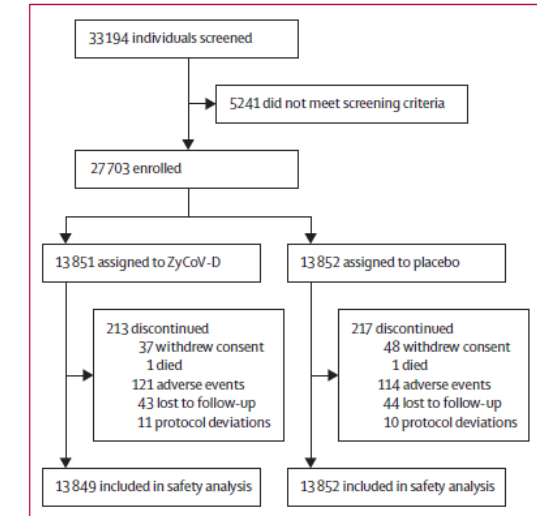 33194 individuals screened
5241 did not meet screening criteria
27703 enrolled
13851 assigned to ZyCoV-D
13852 assigned to placebo
213 discontinued
37 withdrew consent
1 died
121 adverse events
43 lost to follow-up
11 protocol deviations
217 discontinued
48 withdrew consent
1 died
114 adverse events
44 lost to follow-up
10 protocol deviations
13849 included in safety analysis
13852 included in safety analysis